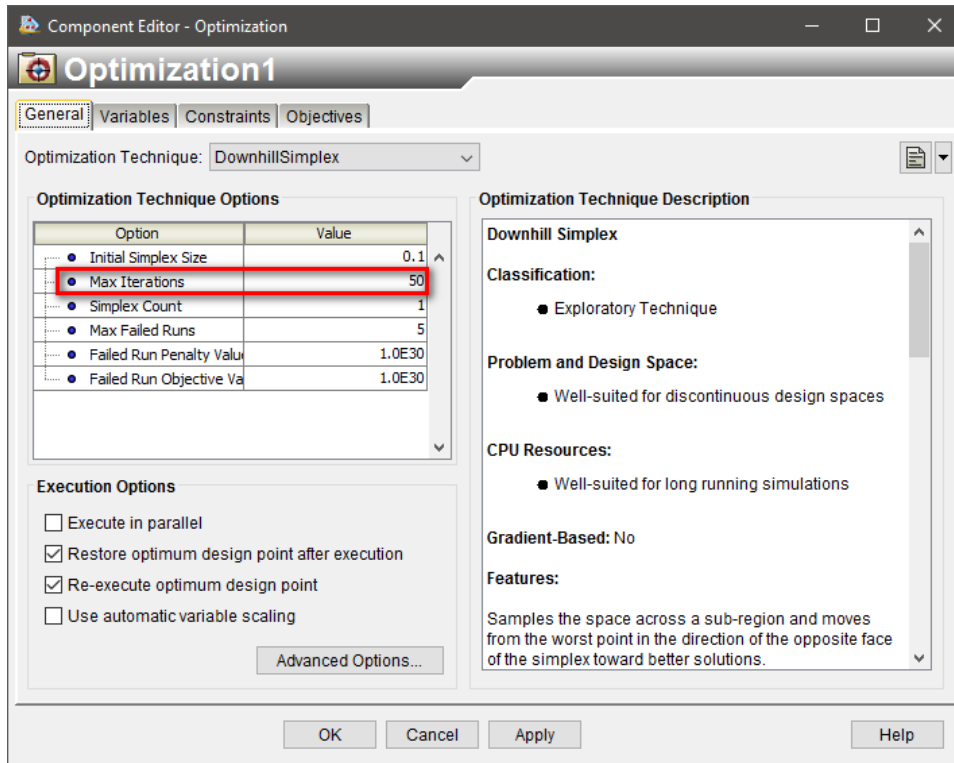 Component Editor - Optimization
Optimization1
General Variables Constraints Objectives
Optimization Technique: DownhillSimplex
Optimization Technique Options
Option Value
Initial Simplex Size 0.1
Max Iterations 50
Simplex Count 1
Max Failed Runs 5
Failed Run Penalty Valu 1.0E30
Failed Run Objective Va 1.0E30
Execution Options
Execute in parallel
Restore optimum design point after execution
Re-execute optimum design point
Use automatic variable scaling
Advanced Options...
Optimization Technique Description
Downhill Simplex
Classification:
Exploratory Technique
Problem and Design Space:
Well-suited for discontinuous design spaces
CPU Resources:
Well-suited for long running simulations
Gradient-Based: No
Features:
Samples the space across a sub-region and moves
from the worst point in the direction of the opposite face
of the simplex toward better solutions.
OK Cancel Apply Help